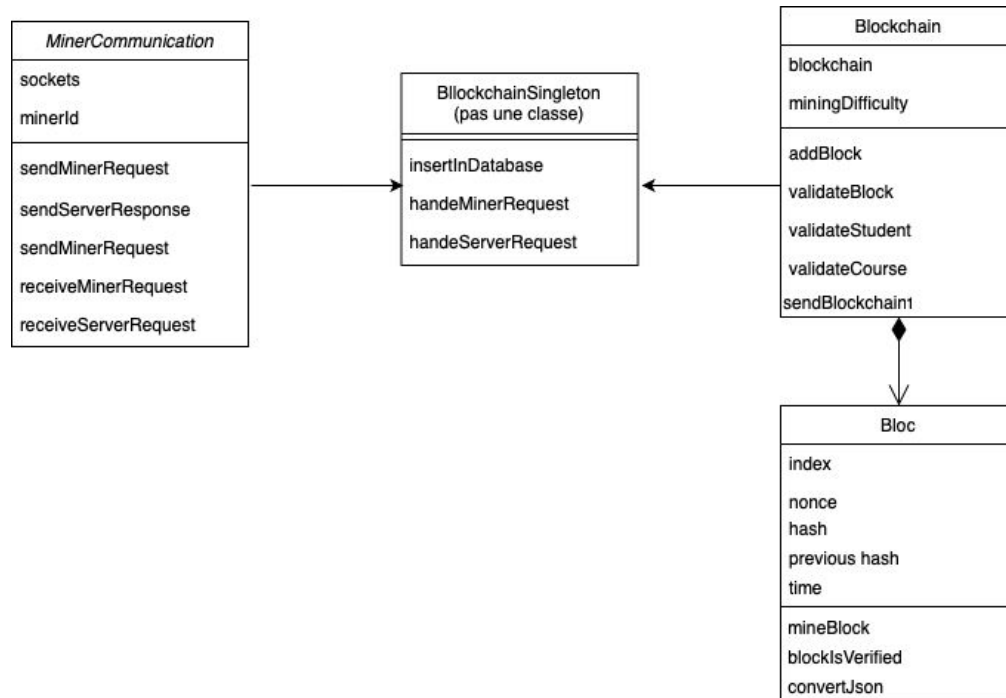 MinerCommunication
sockets
minerId
sendMinerRequest
sendServerResponse
sendMinerRequest
receiveMinerRequest
receiveServerRequest
BllockchainSingleton
(pas une classe)
insertInDatabase
handeMinerRequest
handeServerRequest
Blockchain
blockchain
miningDifficulty
addBlock
validateBlock
validateStudent
validateCourse
sendBlockchain1
Bloc
index
nonce
hash
previous hash
time
mineBlock
blockIsVerified
convertJson